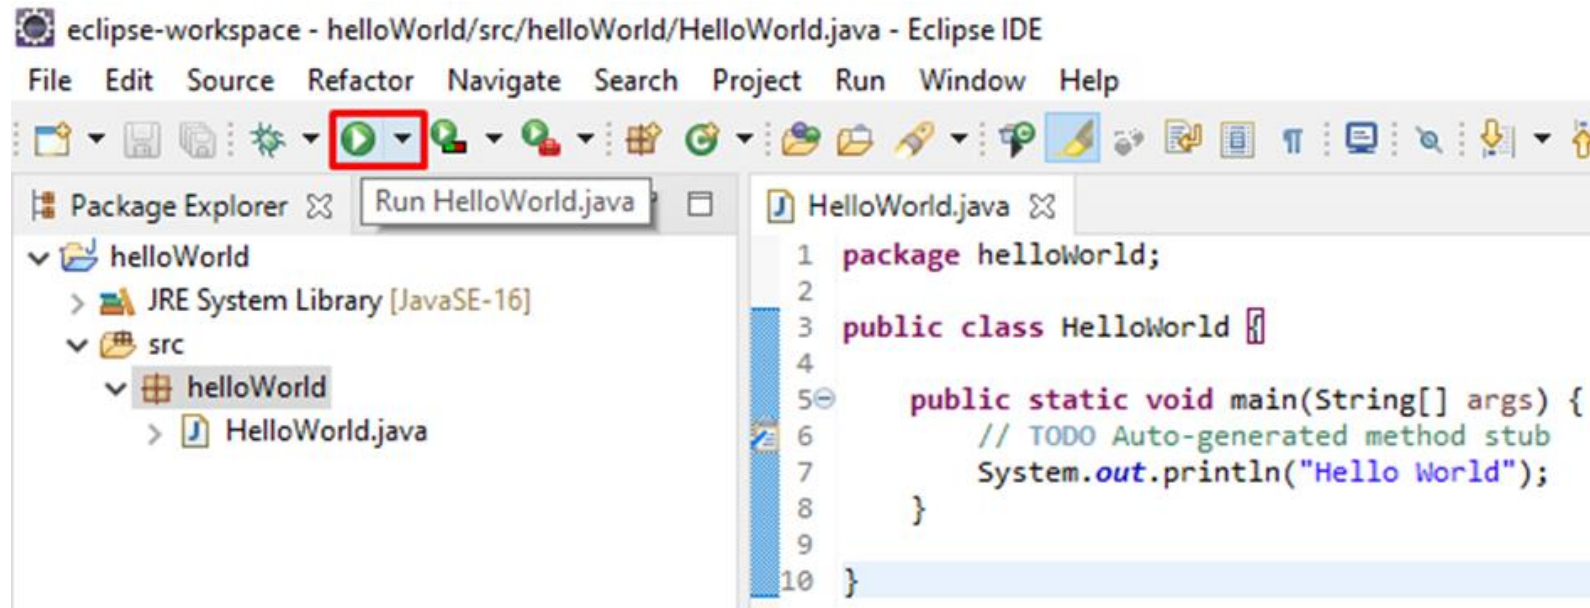 eclipse-workspace - helloWorld/src/helloWorld/HelloWorld.java - Eclipse IDE
File Edit Source Refactor Navigate Search Project Run Window Help
Package Explorer
Run HelloWorld.java
helloWorld
JRE System Library [JavaSE-16]
src
helloWorld
HelloWorld.java
HelloWorld.java
1 package helloWorld;
2
3 public class HelloWorld {
4
5 public static void main(String[] args) {
6 // TODO Auto-generated method stub
7 System.out.println("Hello World");
8 }
9
10 }